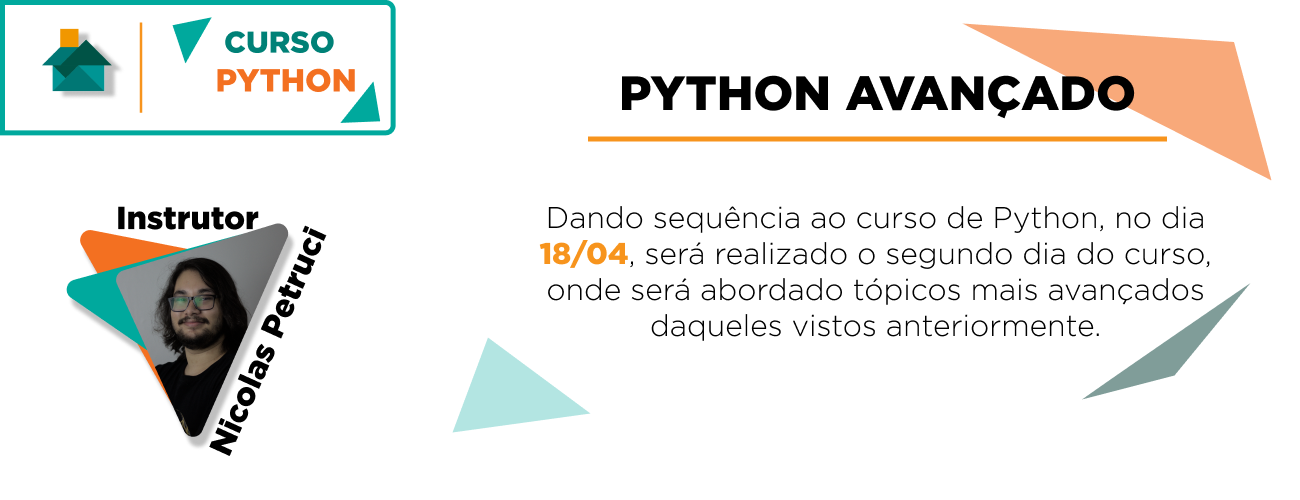 CURSO
PYTHON
PYTHON AVANÇADO
Instrutor
Nicolas Petruci
Dando sequência ao curso de Python, no dia
18/04, será realizado o segundo dia do curso,
onde será abordado tópicos mais avançados
daqueles vistos anteriormente.